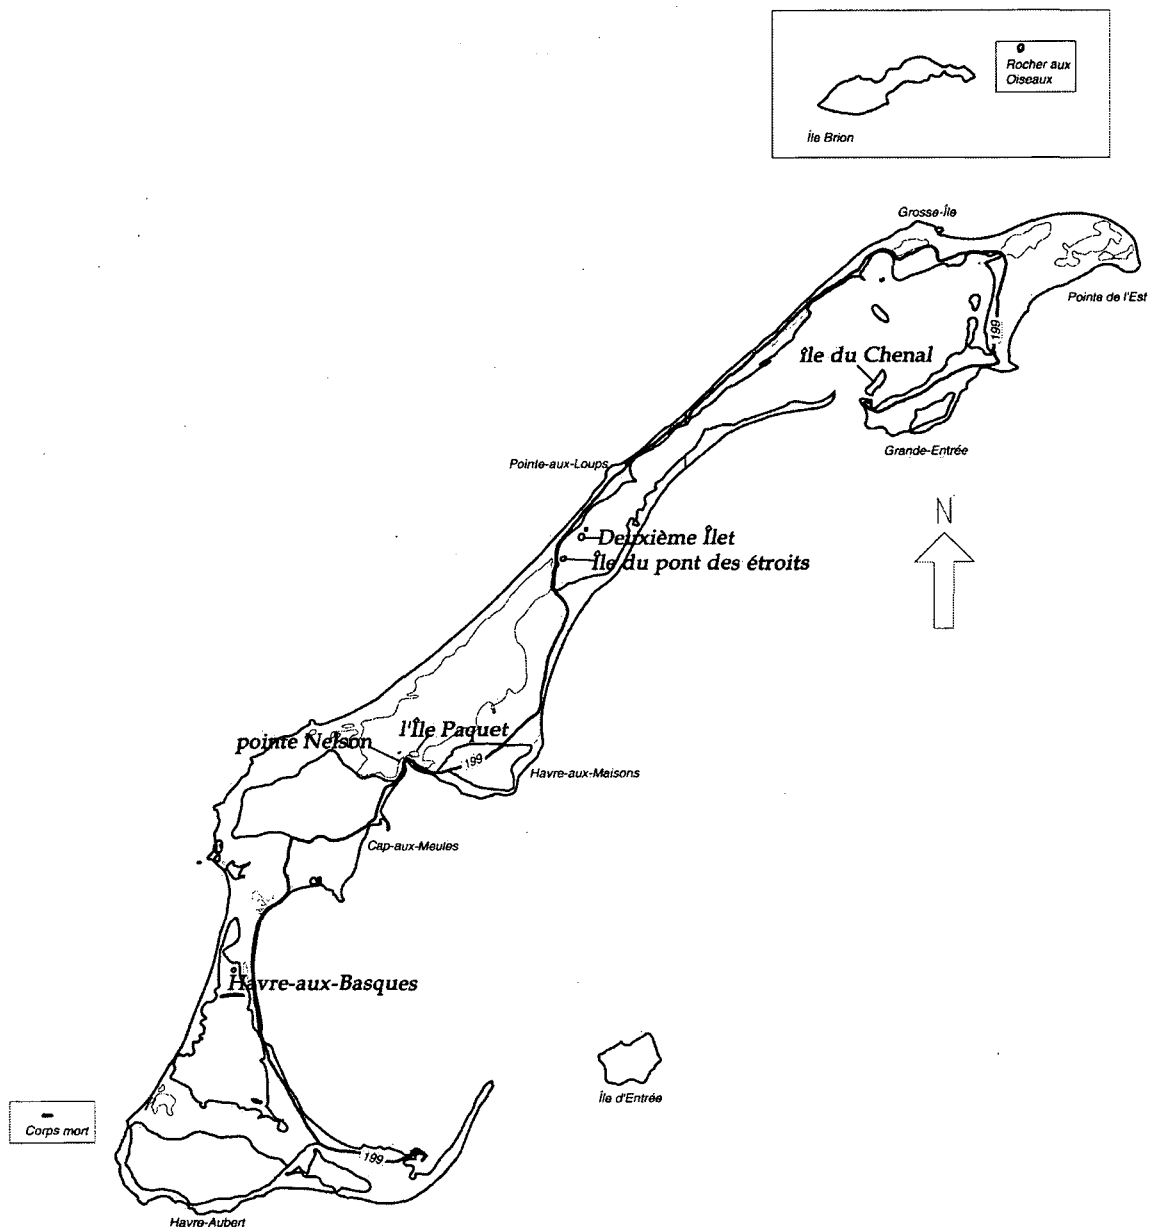 Rocher aux
Oiseaux
Île Brion
Grosse-Île
Pointe de l'Est
199
île du Chenal
Grande-Entrée
Pointe-aux-Loups
N
Deuxième Îlet
Île du pont des étroits
l'Île Paquet
pointe Nelson
199
Havre-aux-Maisons
Cap-aux-Meules
Havre-aux-Basques
Île d'Entrée
Corps mort
199
Havre-Aubert